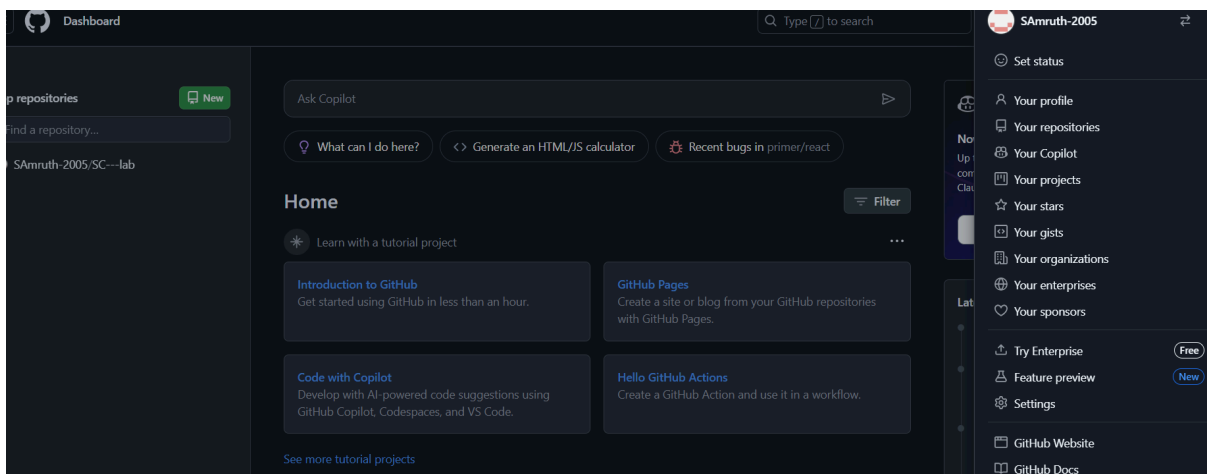 Dashboard
Type / to search
p repositories
New
Find a repository...
SAmruth-2005/SC---lab
Ask Copilot
What can I do here?
<> Generate an HTML/JS calculator
Recent bugs in primer/react
Home
Filter
Learn with a tutorial project
...
Introduction to GitHub
Get started using GitHub in less than an hour.
GitHub Pages
Create a site or blog from your GitHub repositories
with GitHub Pages.
Code with Copilot
Develop with AI-powered code suggestions using
GitHub Copilot, Codespaces, and VS Code.
Hello GitHub Actions
Create a GitHub Action and use it in a workflow.
See more tutorial projects
No
Up
com
Clau
Lat
SAmruth-2005
Set status
Your profile
Your repositories
Your Copilot
Your projects
Your stars
Your gists
Your organizations
Your enterprises
Your sponsors
Try Enterprise
Free
Feature preview
New
Settings
GitHub Website
GitHub Docs